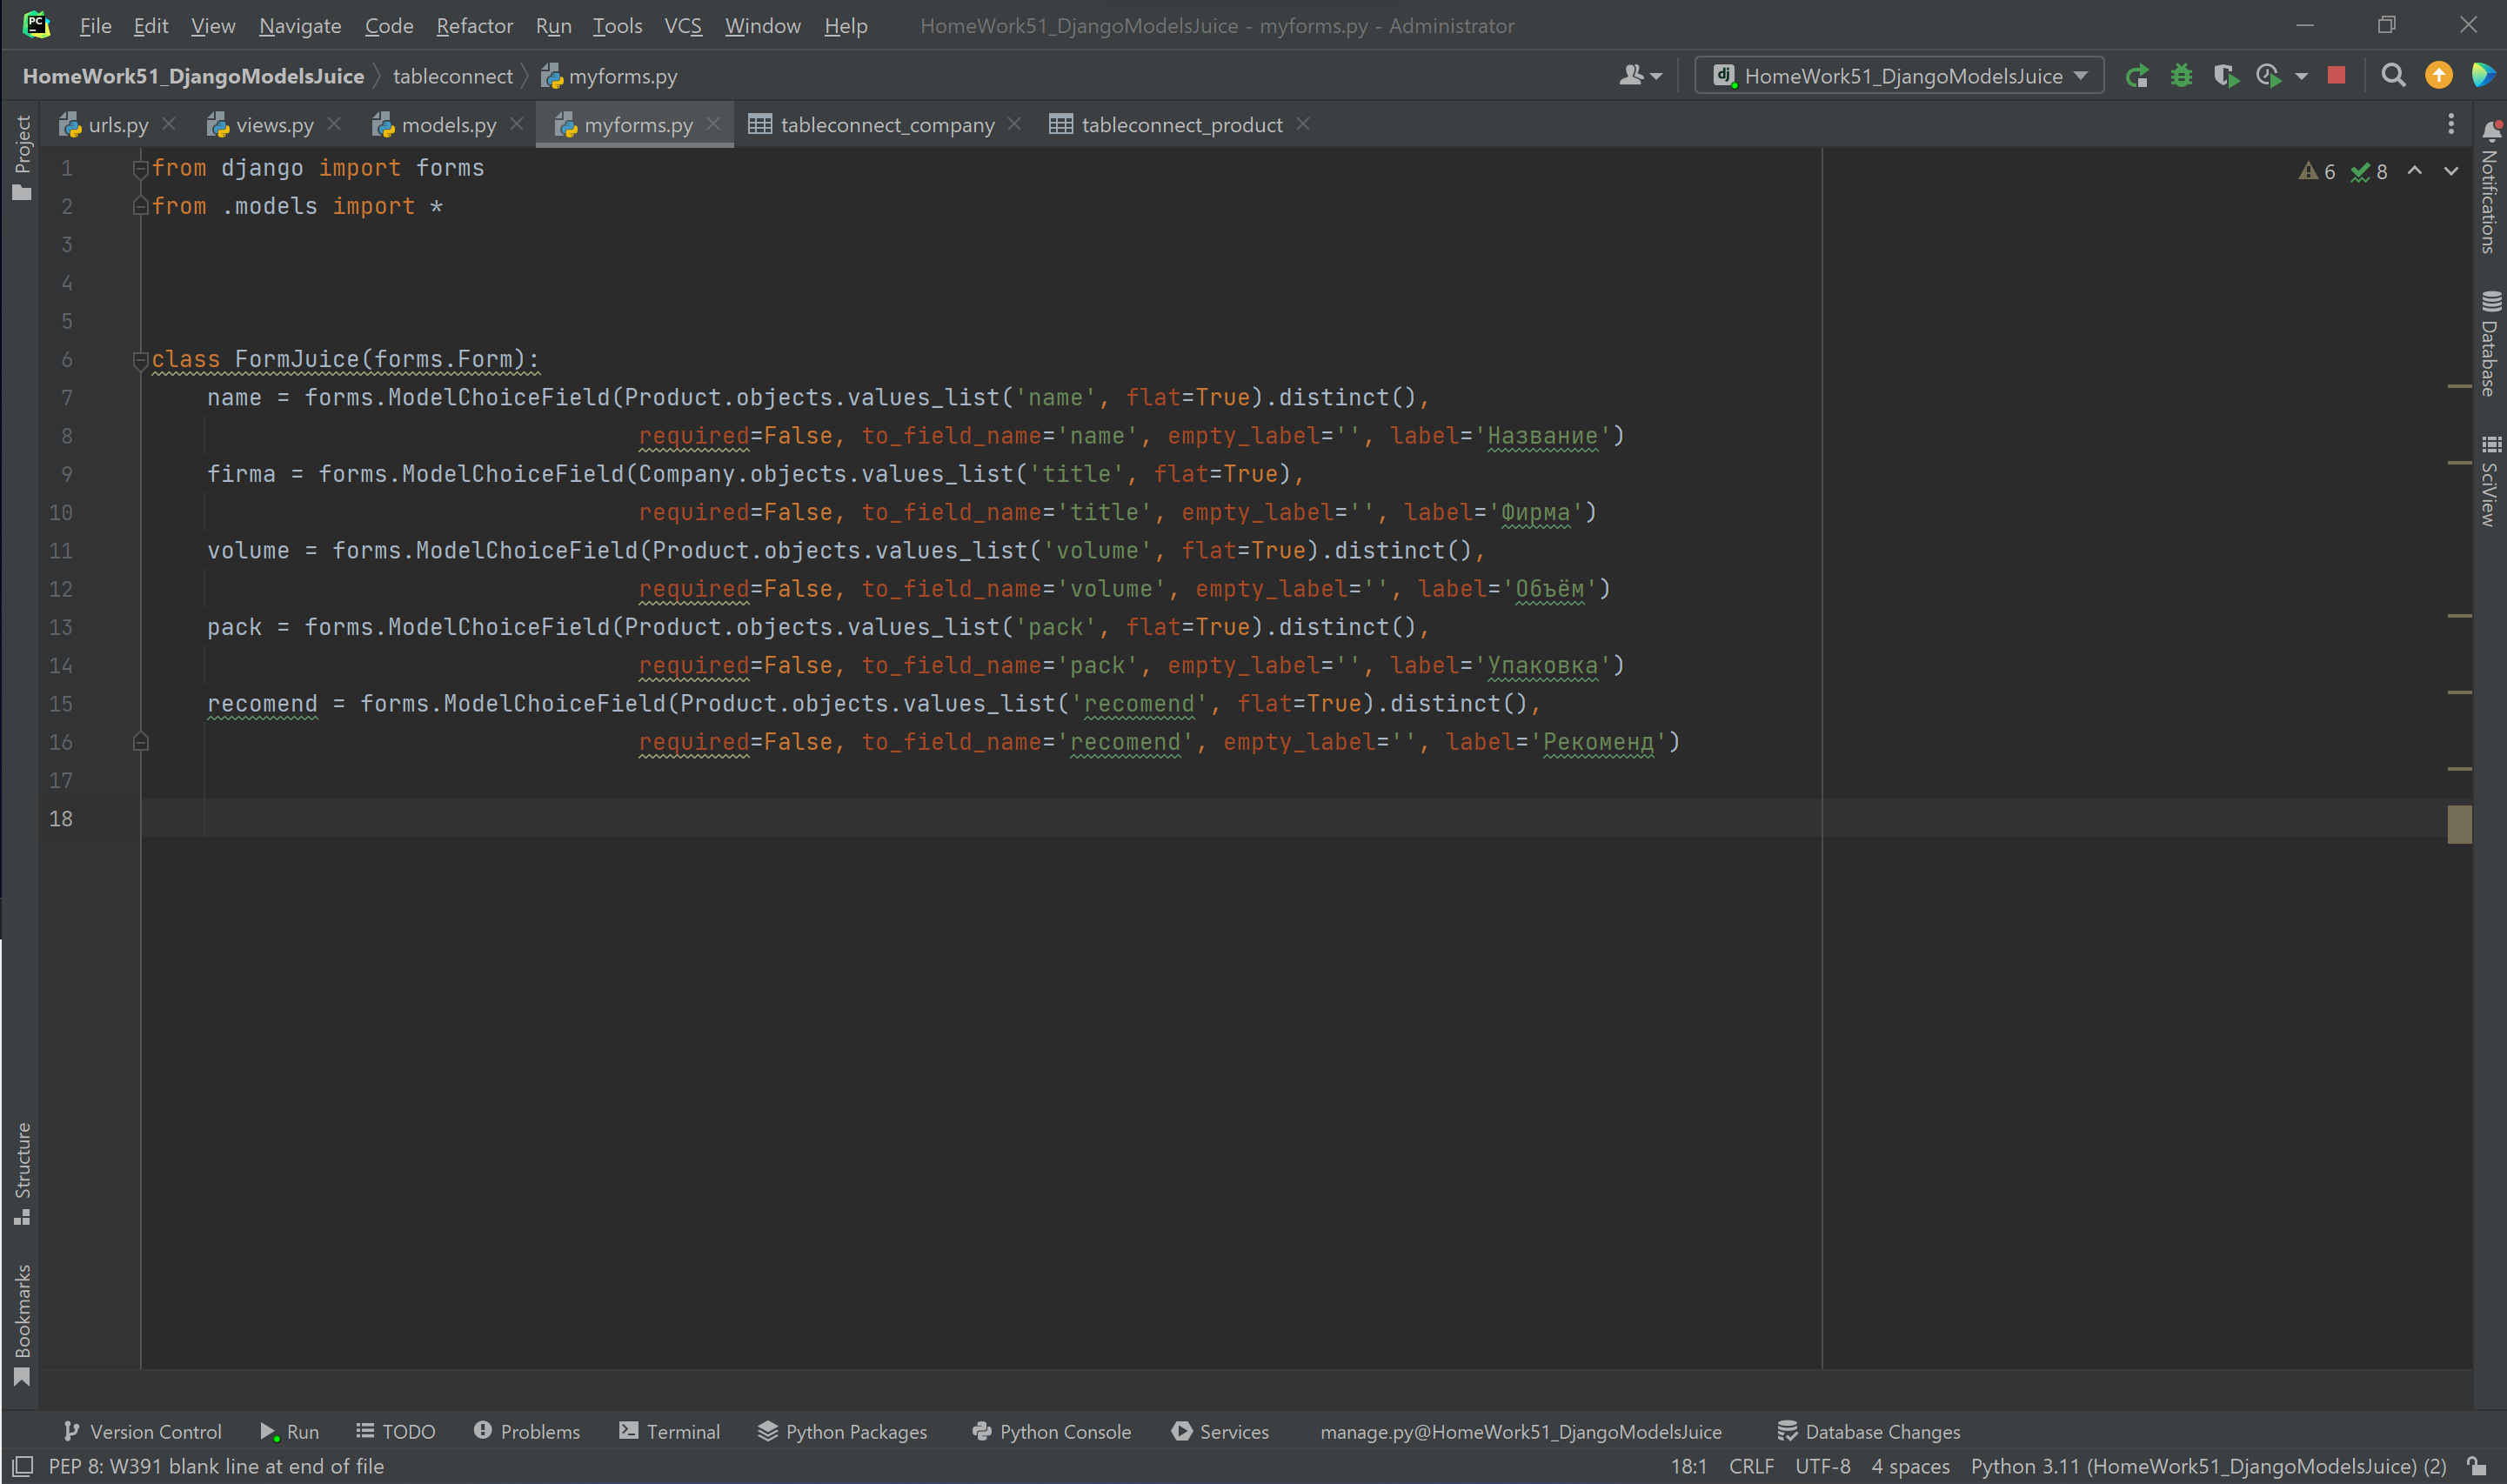 File Edit View Navigate Code Refactor Run Tools VCS Window Help HomeWork51_DjangoModelsJuice - myforms.py - Administrator
HomeWork51_DjangoModelsJuice tableconnect myforms.py HomeWork51_DjangoModelsJuice
urls.py views.py models.py myforms.py tableconnect_company tableconnect_product
Project
Structure
Bookmarks
6 8
1 from django import forms
2 from .models import *
3
4
5
6 class FormJuice(forms.Form):
7 name = forms.ModelChoiceField(Product.objects.values_list('name', flat=True).distinct(),
8 required=False, to_field_name='name', empty_label='', label='Название')
9 firma = forms.ModelChoiceField(Company.objects.values_list('title', flat=True),
10 required=False, to_field_name='title', empty_label='', label='Фирма')
11 volume = forms.ModelChoiceField(Product.objects.values_list('volume', flat=True).distinct(),
12 required=False, to_field_name='volume', empty_label='', label='Объём')
13 pack = forms.ModelChoiceField(Product.objects.values_list('pack', flat=True).distinct(),
14 required=False, to_field_name='pack', empty_label='', label='Упаковка')
15 recomend = forms.ModelChoiceField(Product.objects.values_list('recomend', flat=True).distinct(),
16 required=False, to_field_name='recomend', empty_label='', label='Рекоменд')
17
18
Notifications
Database
SciView
Version Control Run TODO Problems Terminal Python Packages Python Console Services manage.py@HomeWork51_DjangoModelsJuice Database Changes
PEP 8: W391 blank line at end of file 18:1 CRLF UTF-8 4 spaces Python 3.11 (HomeWork51_DjangoModelsJuice) (2)